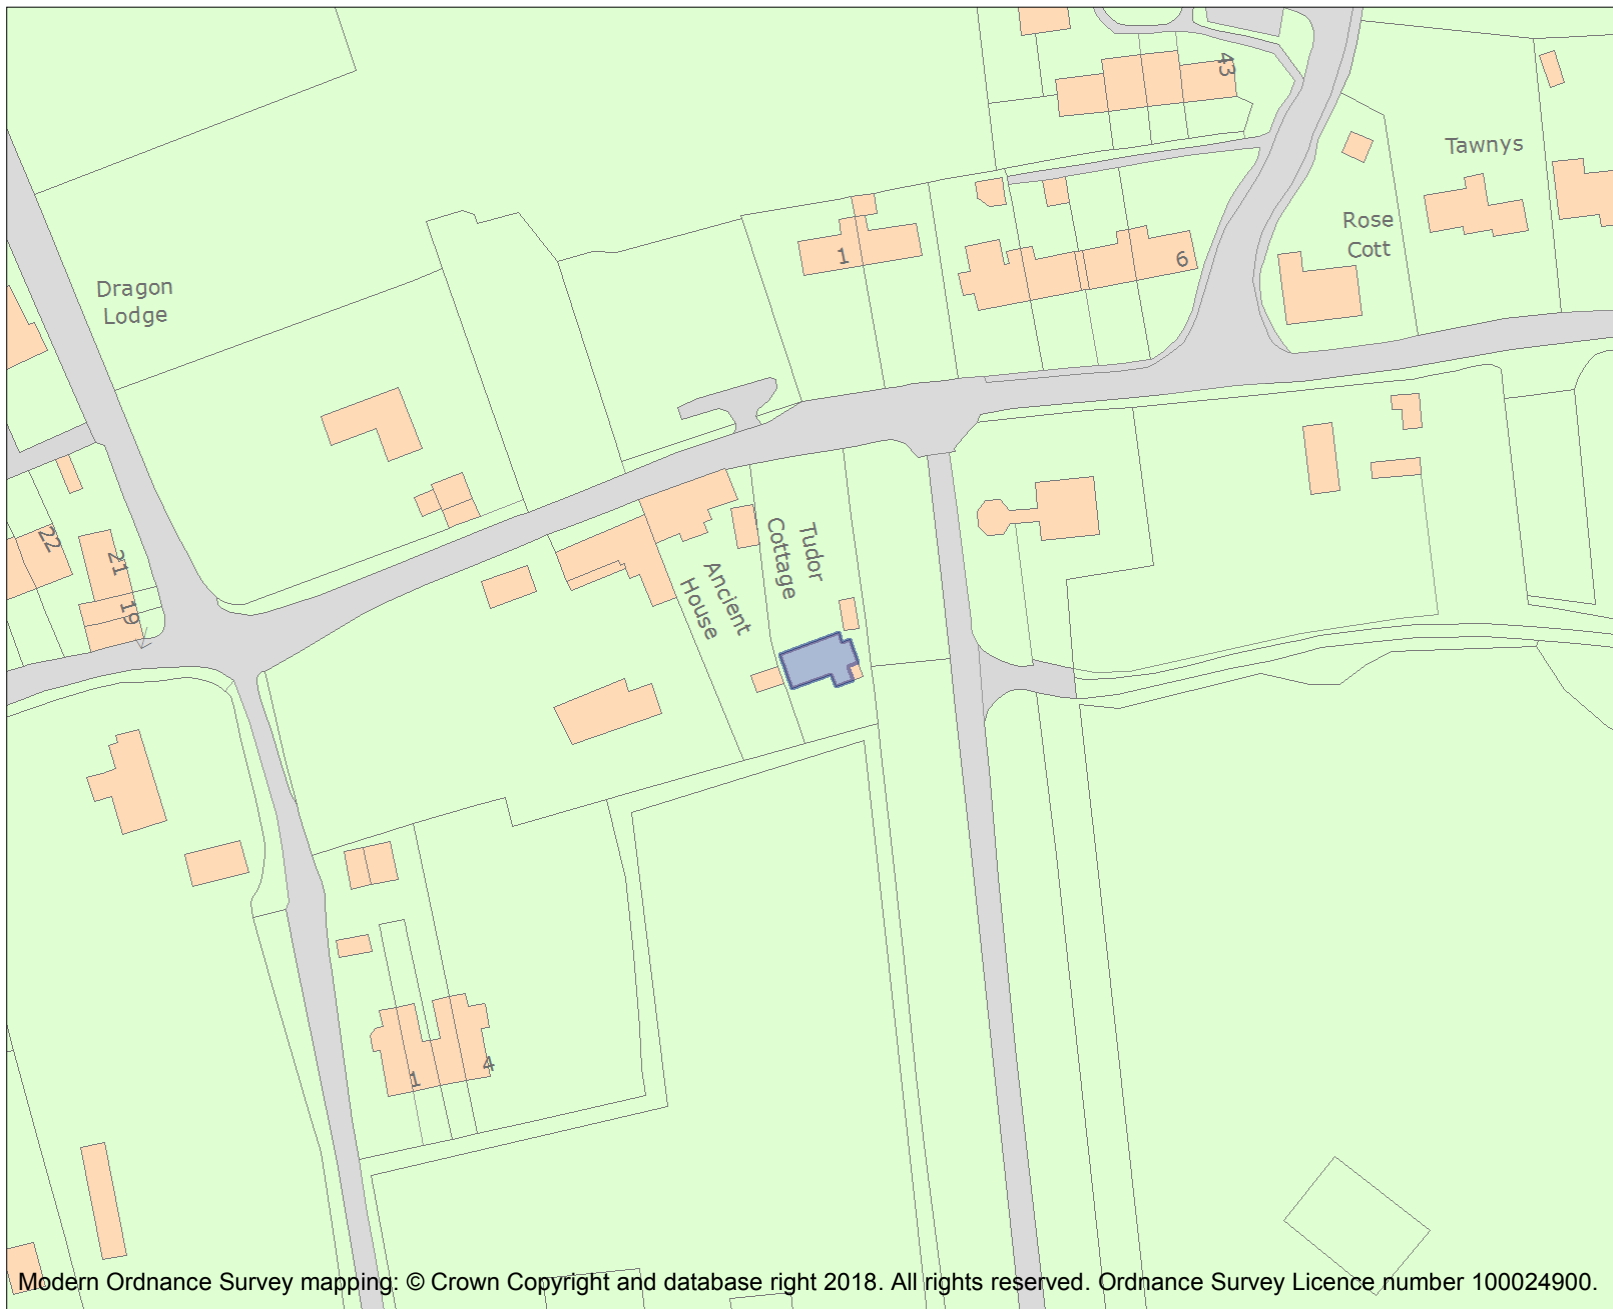 43
Tawnys
Rose
Cott
1
6
Dragon
Lodge
22
21
19
Tudor
Cottage
Ancient
House
1
4
Modern Ordnance Survey mapping: © Crown Copyright and database right 2018. All rights reserved. Ordnance Survey Licence number 100024900.